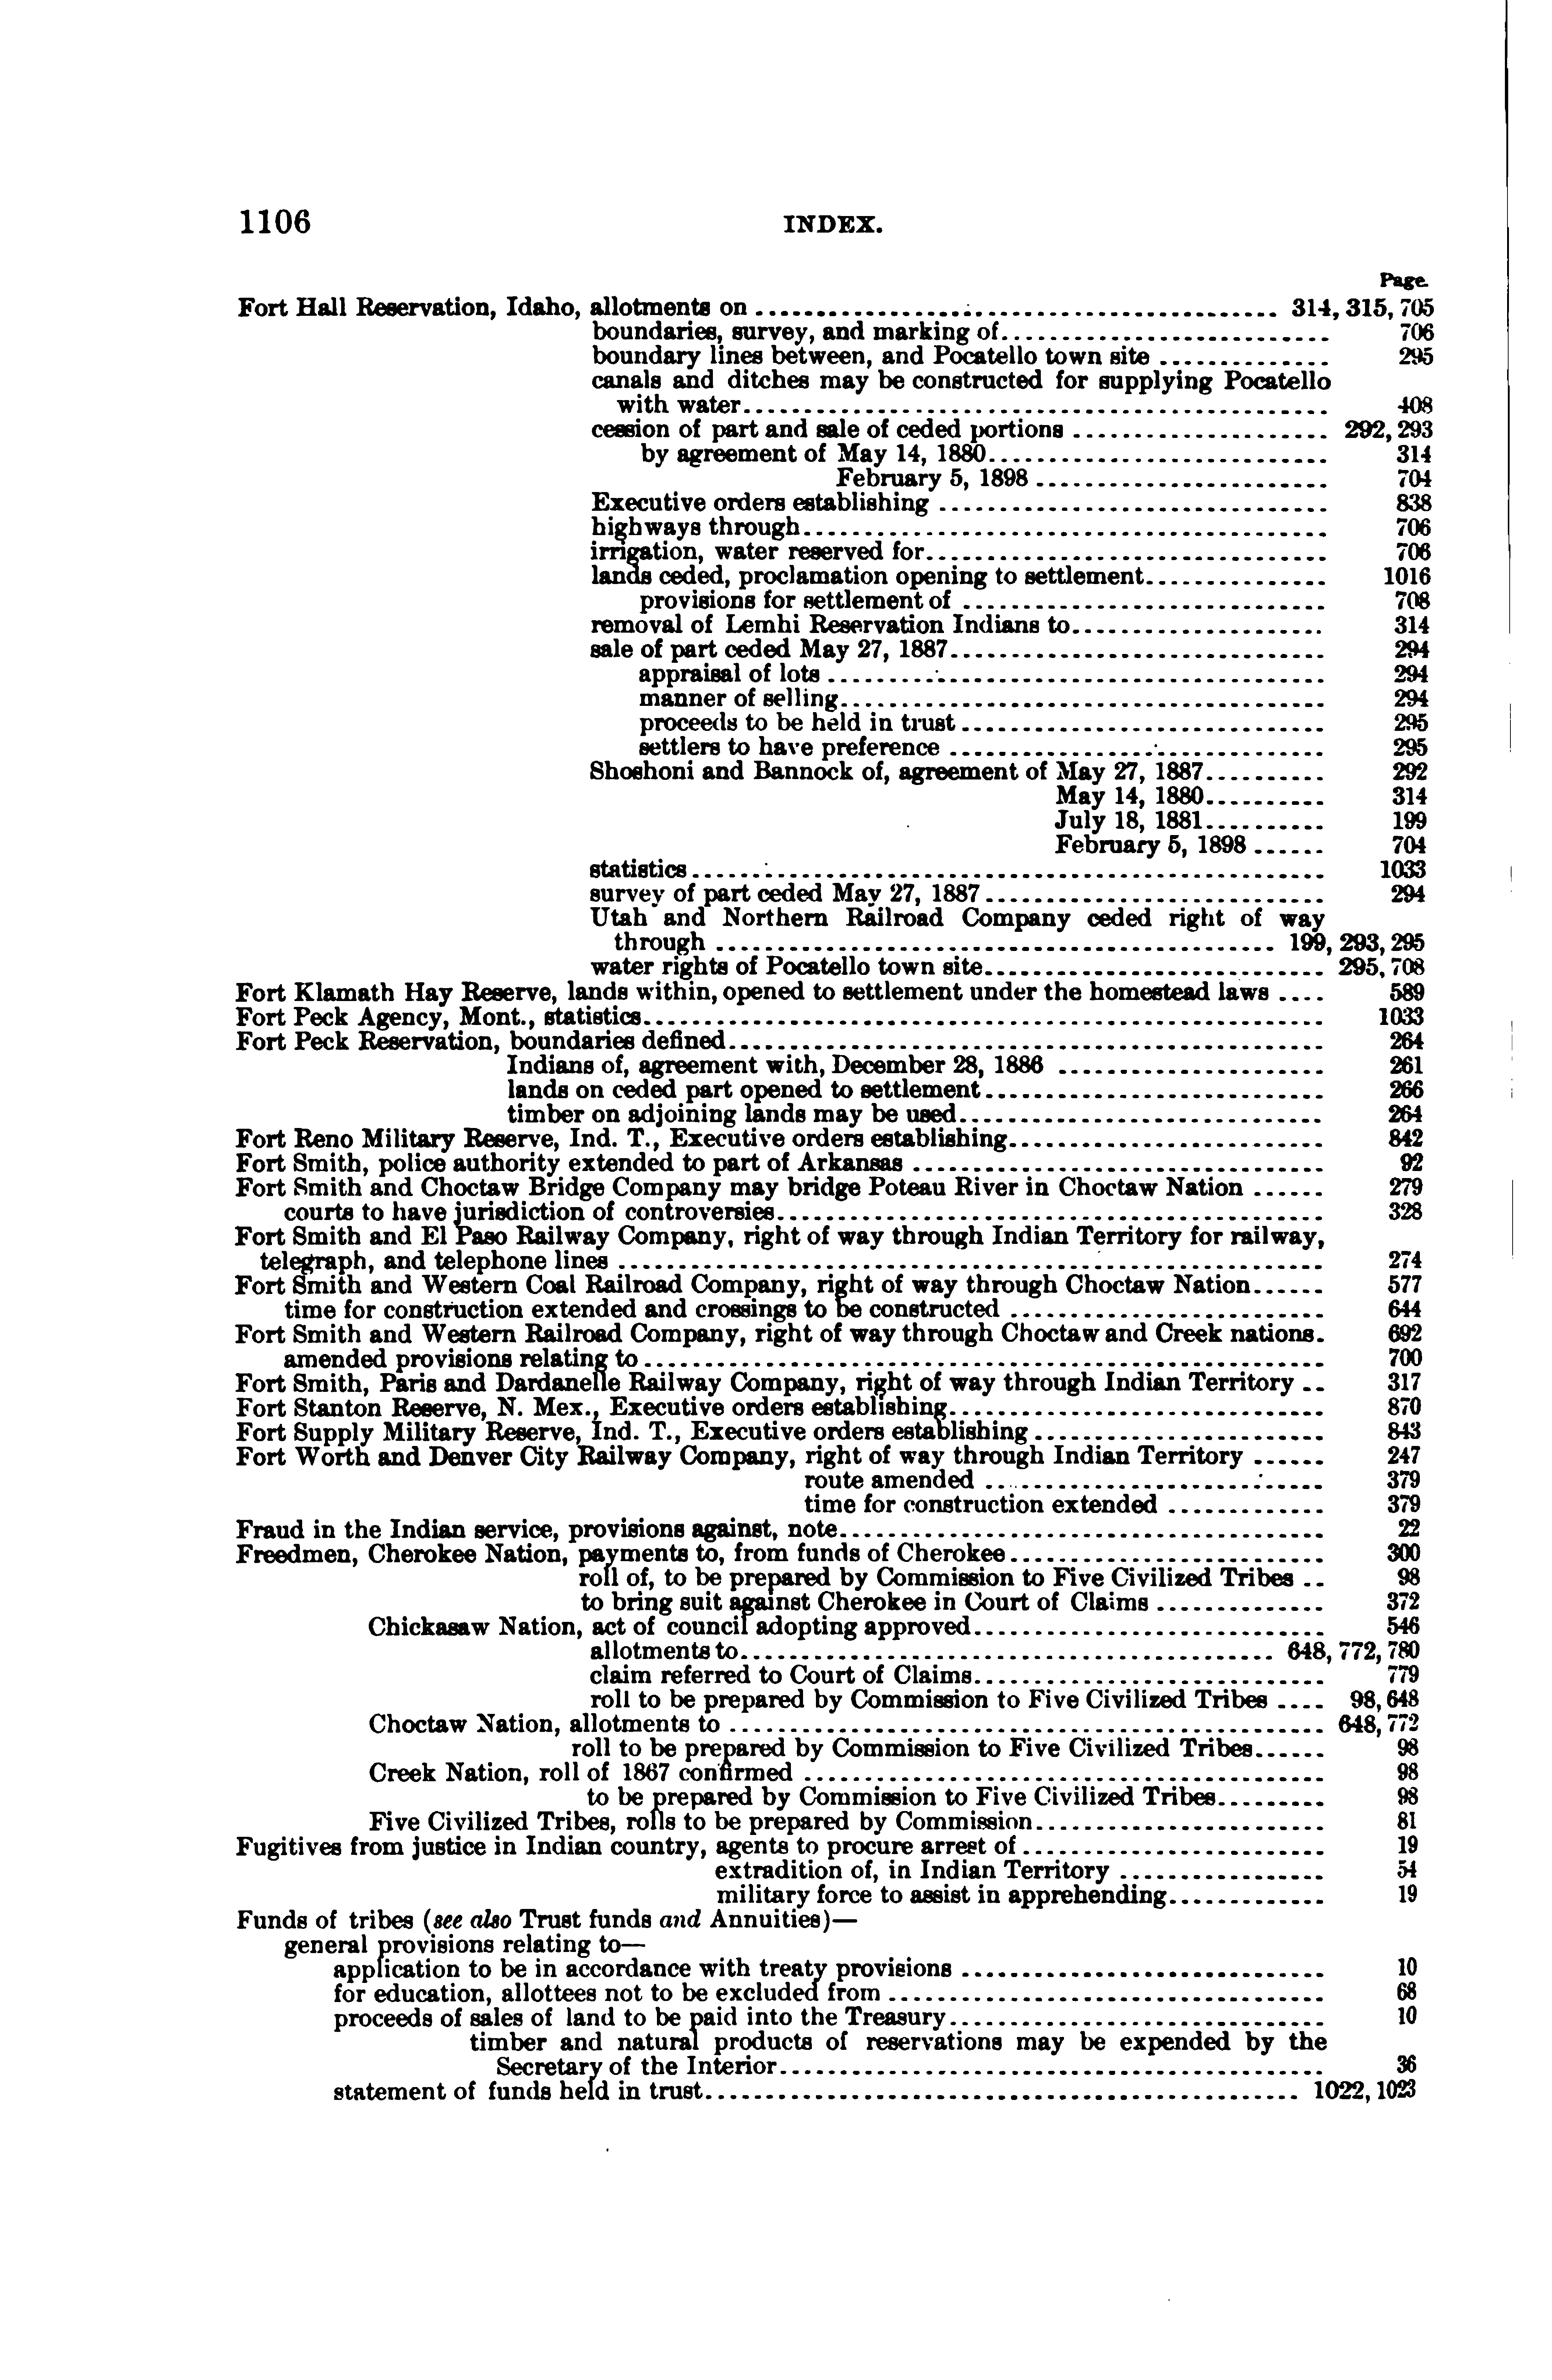 1106 INDEX.
Page.
Fort Hall Reservation, Idaho, allotments on .......... 314, 315, 705
boundaries, survey, and marking of .......... 706
boundary lines between, and Pocatello town site .......... 295
canals and ditches may be constructed for supplying Pocatello
with water .......... 408
cession of part and sale of ceded portions .......... 292, 293
by agreement of May 14, 1880 .......... 314
February 5, 1898 .......... 704
Executive orders establishing .......... 838
highways through .......... 706
irrigation, water reserved for .......... 706
lands ceded, proclamation opening to settlement .......... 1016
provisions for settlement of .......... 708
removal of Lemhi Reservation Indians to .......... 314
sale of part ceded May 27, 1887 .......... 294
appraisal of lots .......... 294
manner of selling .......... 294
proceeds to be held in trust .......... 295
settlers to have preference .......... 295
Shoshoni and Bannock of, agreement of May 27, 1887 .......... 292
May 14, 1880 .......... 314
July 18, 1881 .......... 199
February 5, 1898 ...... 704
statistics .......... 1033
survey of part ceded May 27, 1887 .......... 294
Utah and Northern Railroad Company ceded right of way
through .......... 199, 293, 295
water rights of Pocatello town site .......... 295, 708
Fort Klamath Hay Reserve, lands within, opened to settlement under the homestead laws .... 589
Fort Peck Agency, Mont., statistics .......... 1033
Fort Peck Reservation, boundaries defined .......... 264
Indians of, agreement with, December 28, 1886 .......... 261
lands on ceded part opened to settlement .......... 266
timber on adjoining lands may be used .......... 264
Fort Reno Military Reserve, Ind. T., Executive orders establishing .......... 842
Fort Smith, police authority extended to part of Arkansas .......... 92
Fort Smith and Choctaw Bridge Company may bridge Poteau River in Choctaw Nation ...... 279
courts to have jurisdiction of controversies .......... 328
Fort Smith and El Paso Railway Company, right of way through Indian Territory for railway,
telegraph, and telephone lines .......... 274
Fort Smith and Western Coal Railroad Company, right of way through Choctaw Nation ...... 577
time for construction extended and crossings to be constructed .......... 644
Fort Smith and Western Railroad Company, right of way through Choctaw and Creek nations. 692
amended provisions relating to .......... 700
Fort Smith, Paris and Dardanelle Railway Company, right of way through Indian Territory .. 317
Fort Stanton Reserve, N. Mex., Executive orders establishing .......... 870
Fort Supply Military Reserve, Ind. T., Executive orders establishing .......... 843
Fort Worth and Denver City Railway Company, right of way through Indian Territory ...... 247
route amended .......... 379
time for construction extended .......... 379
Fraud in the Indian service, provisions against, note .......... 22
Freedmen, Cherokee Nation, payments to, from funds of Cherokee .......... 300
roll of, to be prepared by Commission to Five Civilized Tribes .. 98
to bring suit against Cherokee in Court of Claims .......... 372
Chickasaw Nation, act of council adopting approved .......... 546
allotments to .......... 648, 772, 780
claim referred to Court of Claims .......... 779
roll to be prepared by Commission to Five Civilized Tribes .... 98, 648
Choctaw Nation, allotments to .......... 648, 772
roll to be prepared by Commission to Five Civilized Tribes ...... 98
Creek Nation, roll of 1867 confirmed .......... 98
to be prepared by Commission to Five Civilized Tribes .......... 98
Five Civilized Tribes, rolls to be prepared by Commission .......... 81
Fugitives from justice in Indian country, agents to procure arrest of .......... 19
extradition of, in Indian Territory .......... 54
military force to assist in apprehending .......... 19
Funds of tribes (see also Trust funds and Annuities)—
general provisions relating to—
application to be in accordance with treaty provisions .......... 10
for education, allottees not to be excluded from .......... 68
proceeds of sales of land to be paid into the Treasury .......... 10
timber and natural products of reservations may be expended by the
Secretary of the Interior .......... 36
statement of funds held in trust .......... 1022, 1023